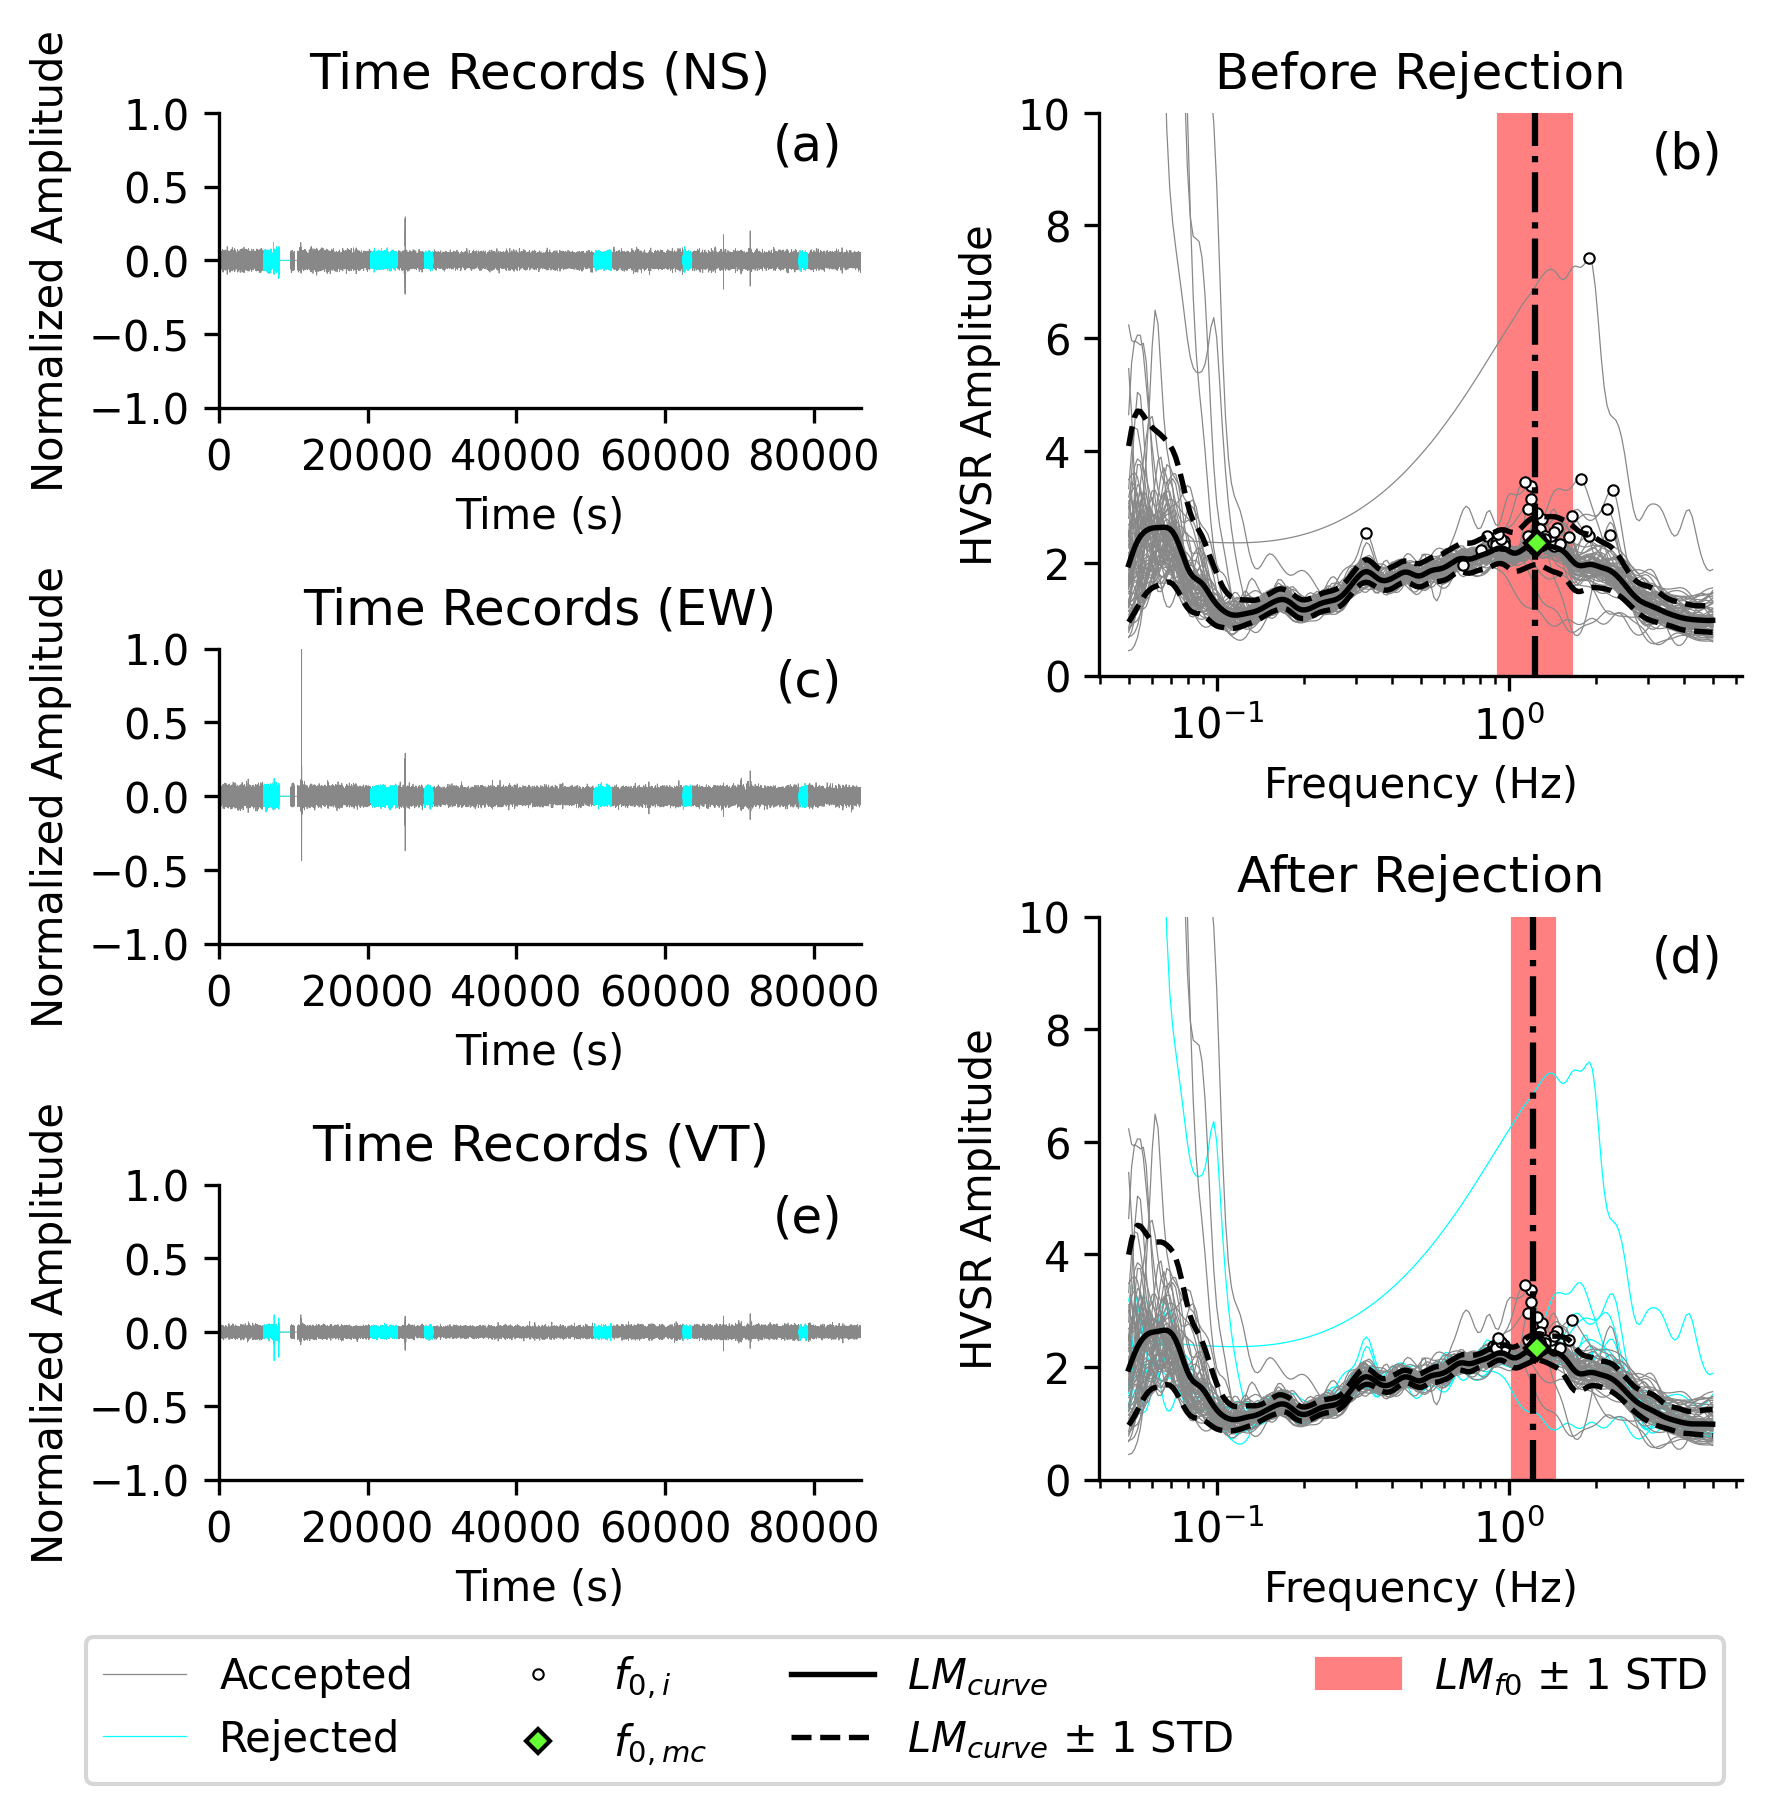 Time Records (NS)
Normalized Amplitude
1.0
0.5
0.0
−0.5
−1.0
0 20000 40000 60000 80000
Time (s)
(a)
Before Rejection
HVSR Amplitude
10
8
6
4
2
0
10⁻¹ 10⁰
Frequency (Hz)
(b)
Time Records (EW)
Normalized Amplitude
1.0
0.5
0.0
−0.5
−1.0
0 20000 40000 60000 80000
Time (s)
(c)
After Rejection
HVSR Amplitude
10
8
6
4
2
0
10⁻¹ 10⁰
Frequency (Hz)
(d)
Time Records (VT)
Normalized Amplitude
1.0
0.5
0.0
−0.5
−1.0
0 20000 40000 60000 80000
Time (s)
(e)
Accepted
Rejected
f0,i
f0,mc
LMcurve
LMcurve ± 1 STD
LMf0 ± 1 STD